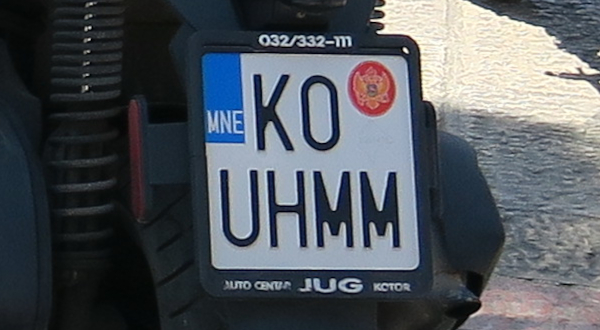 032/332-111
MNE KO
UHMM
AUTO CENTAR JUG KOTOR